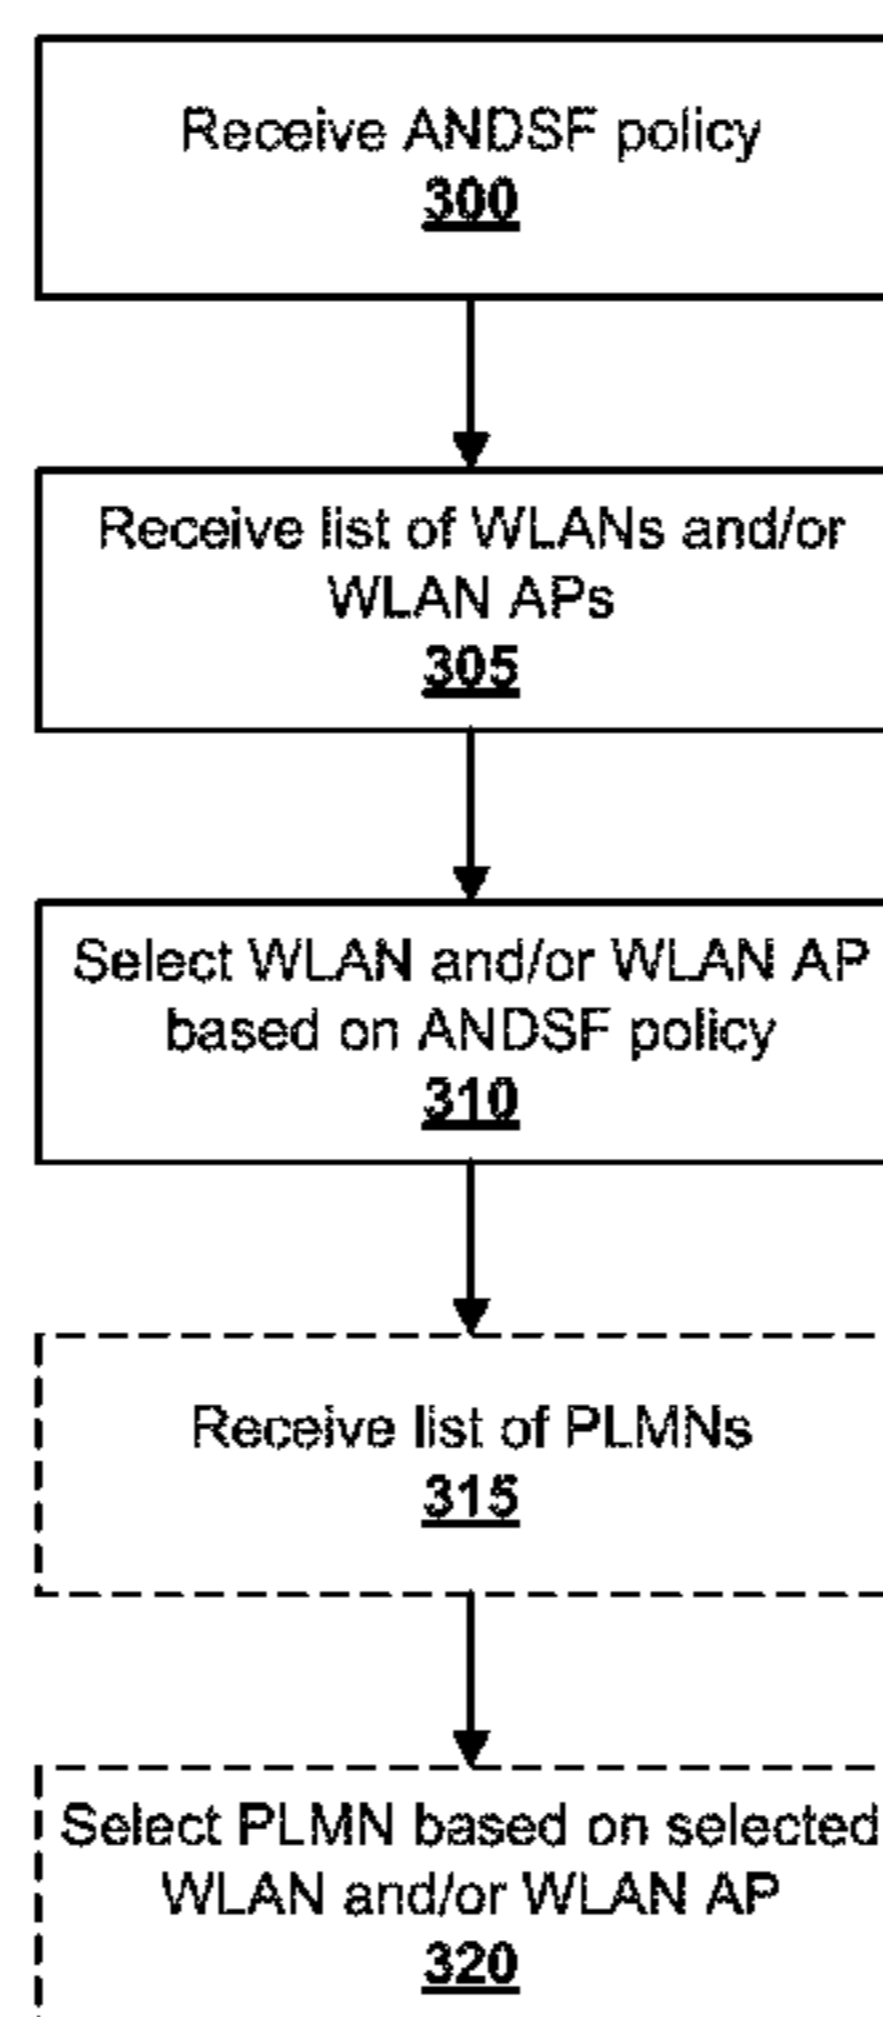 Receive ANDSF policy
300
Receive list of WLANs and/or
WLAN APs
305
Select WLAN and/or WLAN AP
based on ANDSF policy
310
Receive list of PLMNs
315
Select PLMN based on selected
WLAN and/or WLAN AP
320